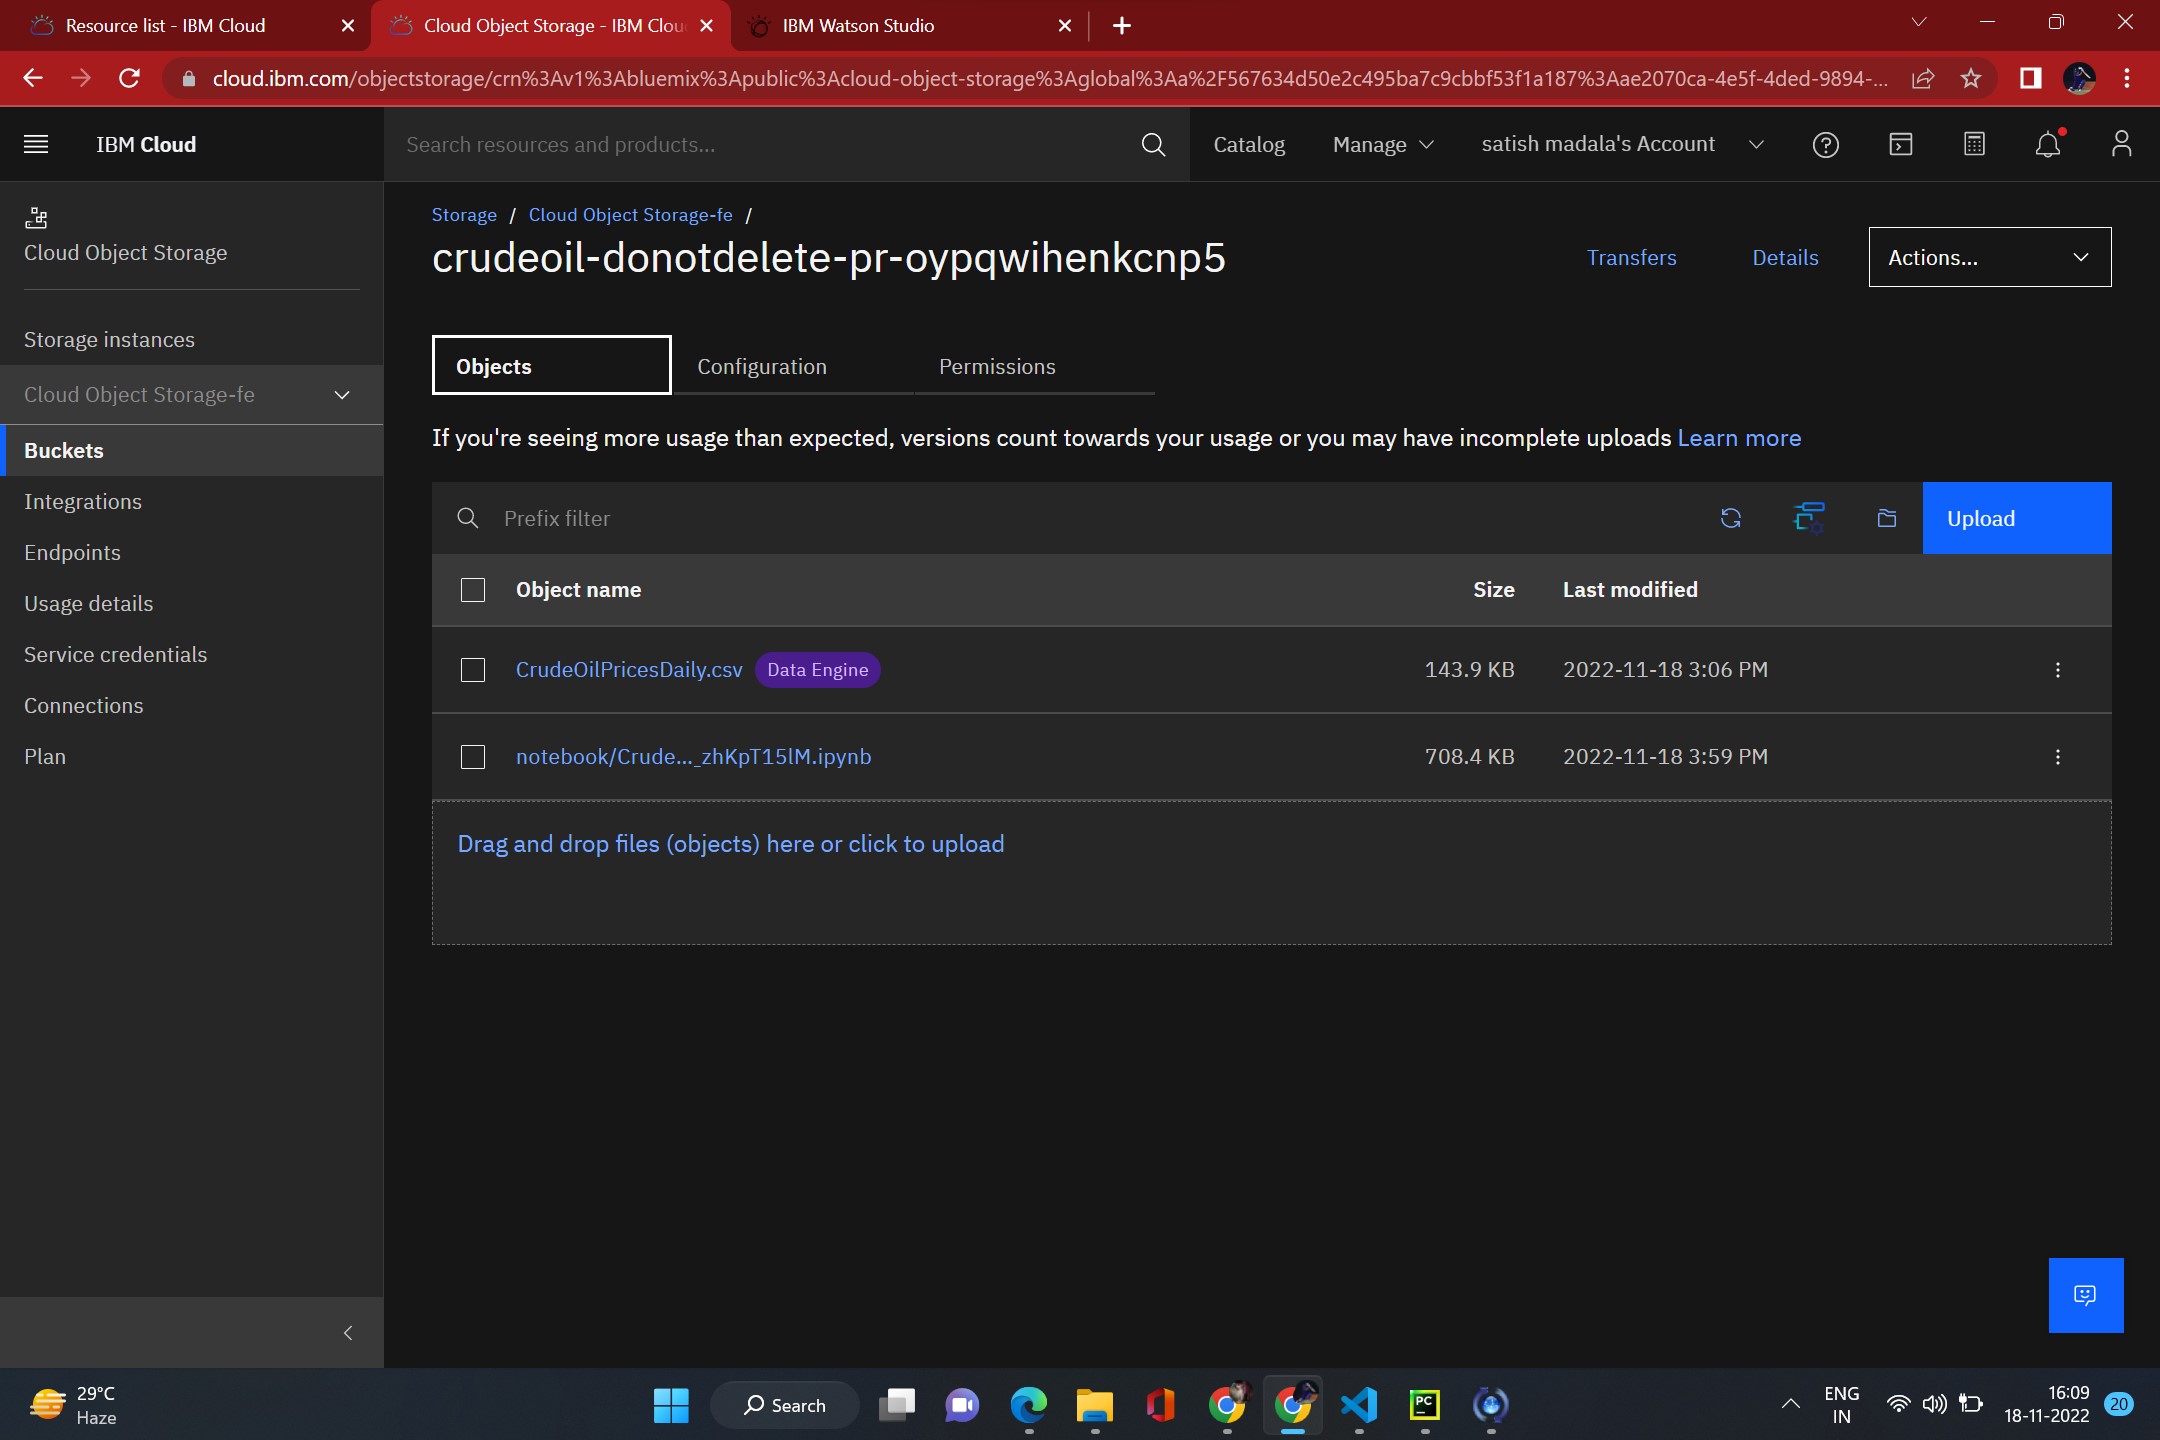 Resource list - IBM Cloud
Cloud Object Storage - IBM Clou
IBM Watson Studio
cloud.ibm.com/objectstorage/crn%3Av1%3Abluemix%3Apublic%3Acloud-object-storage%3Aglobal%3Aa%2F567634d50e2c495ba7c9cbbf53f1a187%3Aae2070ca-4e5f-4ded-9894-...
IBM Cloud
Search resources and products...
Catalog
Manage
satish madala's Account
Cloud Object Storage
Storage instances
Cloud Object Storage-fe
Buckets
Integrations
Endpoints
Usage details
Service credentials
Connections
Plan
Storage / Cloud Object Storage-fe /
crudeoil-donotdelete-pr-oypqwihenkcnp5
Transfers
Details
Actions...
Objects
Configuration
Permissions
If you're seeing more usage than expected, versions count towards your usage or you may have incomplete uploads Learn more
Prefix filter
Upload
Object name Size Last modified
CrudeOilPricesDaily.csv Data Engine 143.9 KB 2022-11-18 3:06 PM
notebook/Crude..._zhKpT15lM.ipynb 708.4 KB 2022-11-18 3:59 PM
Drag and drop files (objects) here or click to upload
29°C
Haze
Search
PC
ENG
IN
16:09
18-11-2022
20